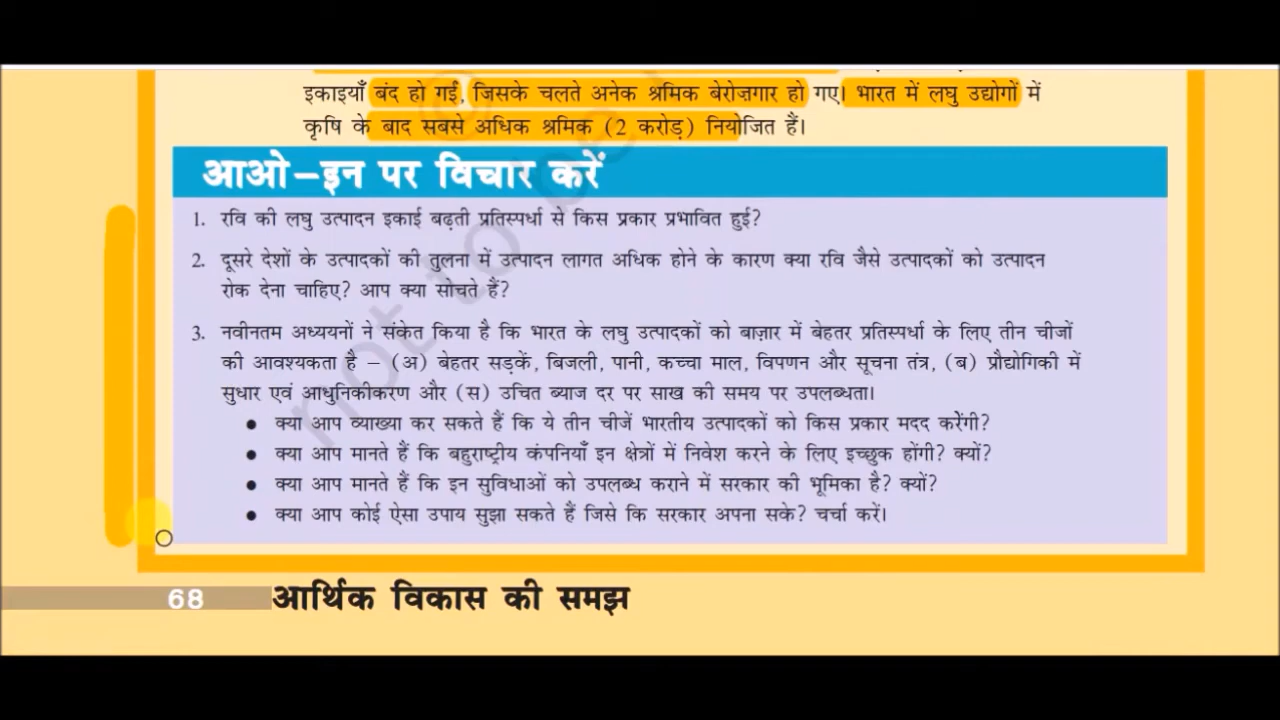 इकाइयाँ बंद हो गईं, जिसके चलते अनेक श्रमिक बेरोज़गार हो गए। भारत में लघु उद्योगों में
कृषि के बाद सबसे अधिक श्रमिक (2 करोड़) नियोजित हैं।
आओ-इन पर विचार करें
1. रवि की लघु उत्पादन इकाई बढ़ती प्रतिस्पर्धा से किस प्रकार प्रभावित हुई?
2. दूसरे देशों के उत्पादकों की तुलना में उत्पादन लागत अधिक होने के कारण क्या रवि जैसे उत्पादकों को उत्पादन
रोक देना चाहिए? आप क्या सोचते हैं?
3. नवीनतम अध्ययनों ने संकेत किया है कि भारत के लघु उत्पादकों को बाज़ार में बेहतर प्रतिस्पर्धा के लिए तीन चीजों
की आवश्यकता है – (अ) बेहतर सड़कें, बिजली, पानी, कच्चा माल, विपणन और सूचना तंत्र, (ब) प्रौद्योगिकी में
सुधार एवं आधुनिकीकरण और (स) उचित ब्याज दर पर साख की समय पर उपलब्धता।
● क्या आप व्याख्या कर सकते हैं कि ये तीन चीजें भारतीय उत्पादकों को किस प्रकार मदद करेंगी?
● क्या आप मानते हैं कि बहुराष्ट्रीय कंपनियाँ इन क्षेत्रों में निवेश करने के लिए इच्छुक होंगी? क्यों?
● क्या आप मानते हैं कि इन सुविधाओं को उपलब्ध कराने में सरकार की भूमिका है? क्यों?
● क्या आप कोई ऐसा उपाय सुझा सकते हैं जिसे कि सरकार अपना सके? चर्चा करें।
68 आर्थिक विकास की समझ
not to be